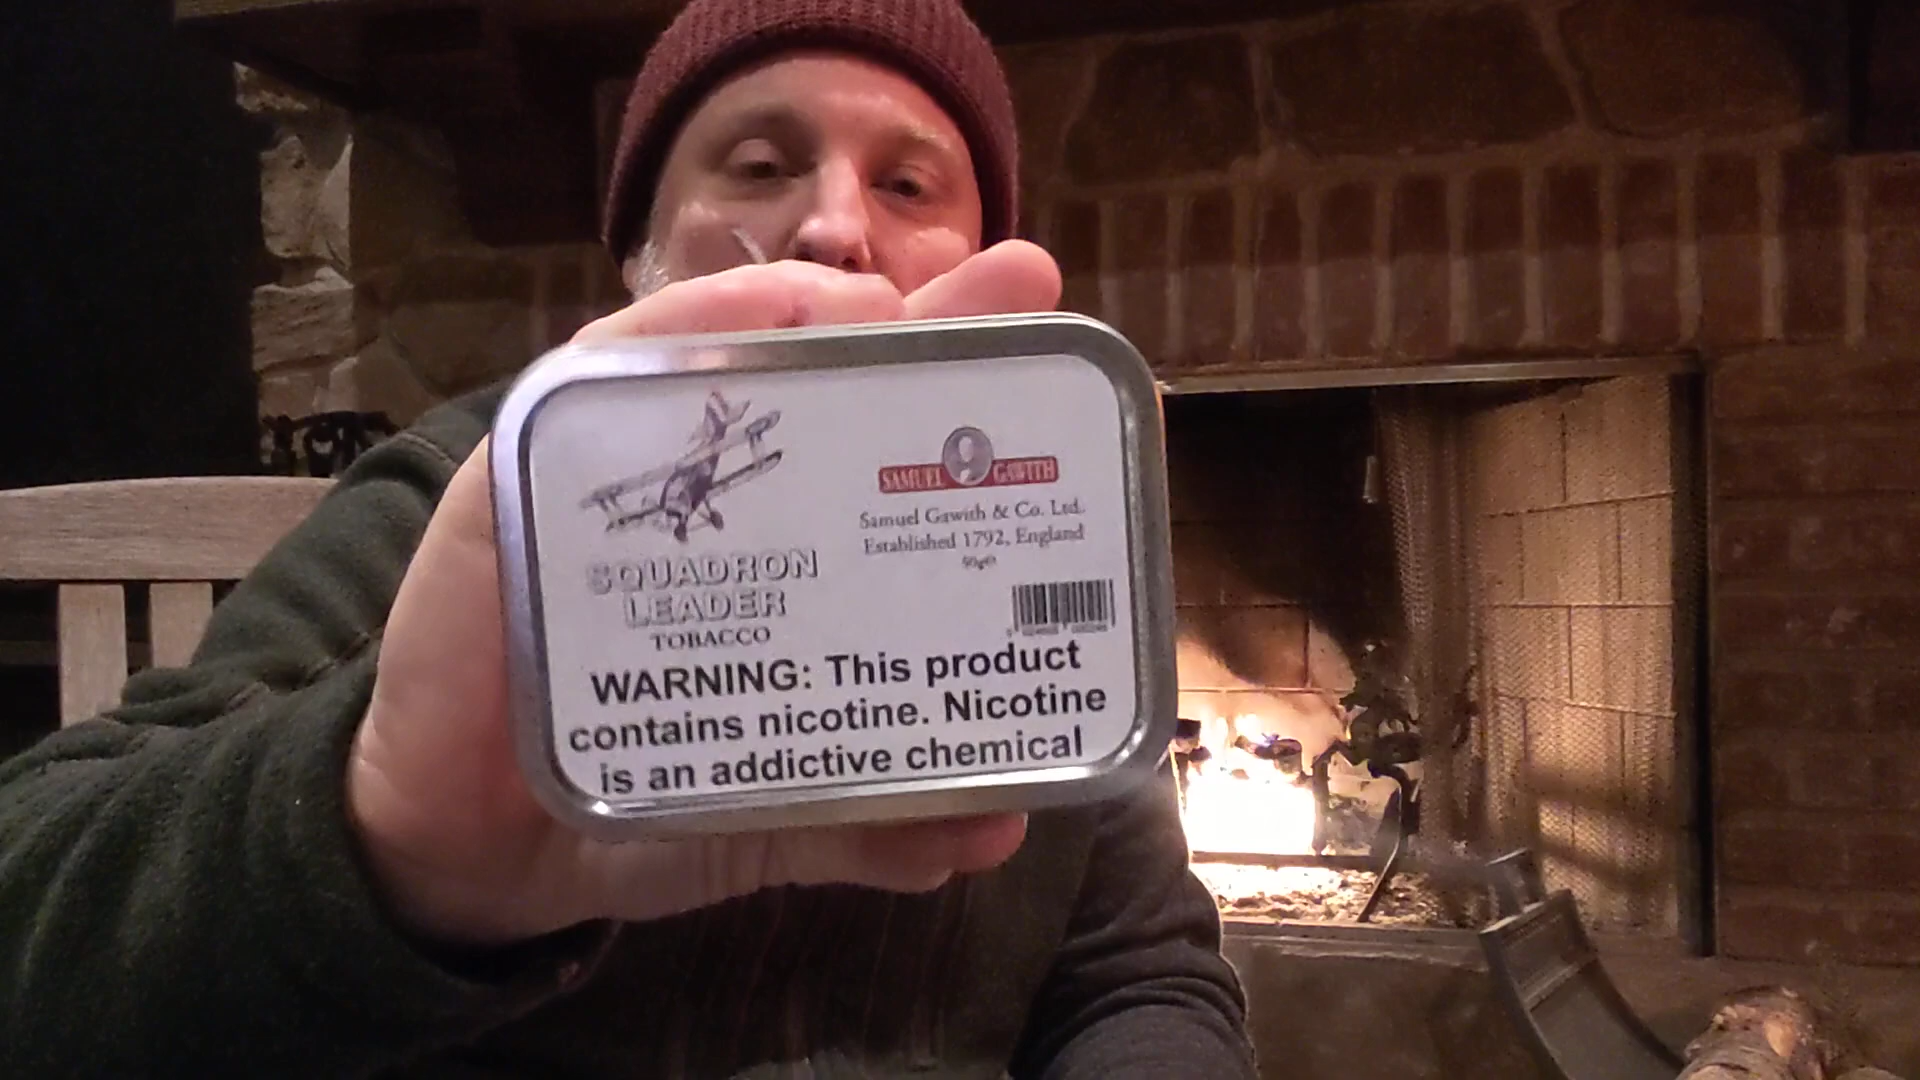 SQUADRON
LEADER
TOBACCO
SAMUEL GAWITH
Samuel Gawith & Co. Ltd.
Established 1792, England
50g℮
WARNING: This product
contains nicotine. Nicotine
is an addictive chemical